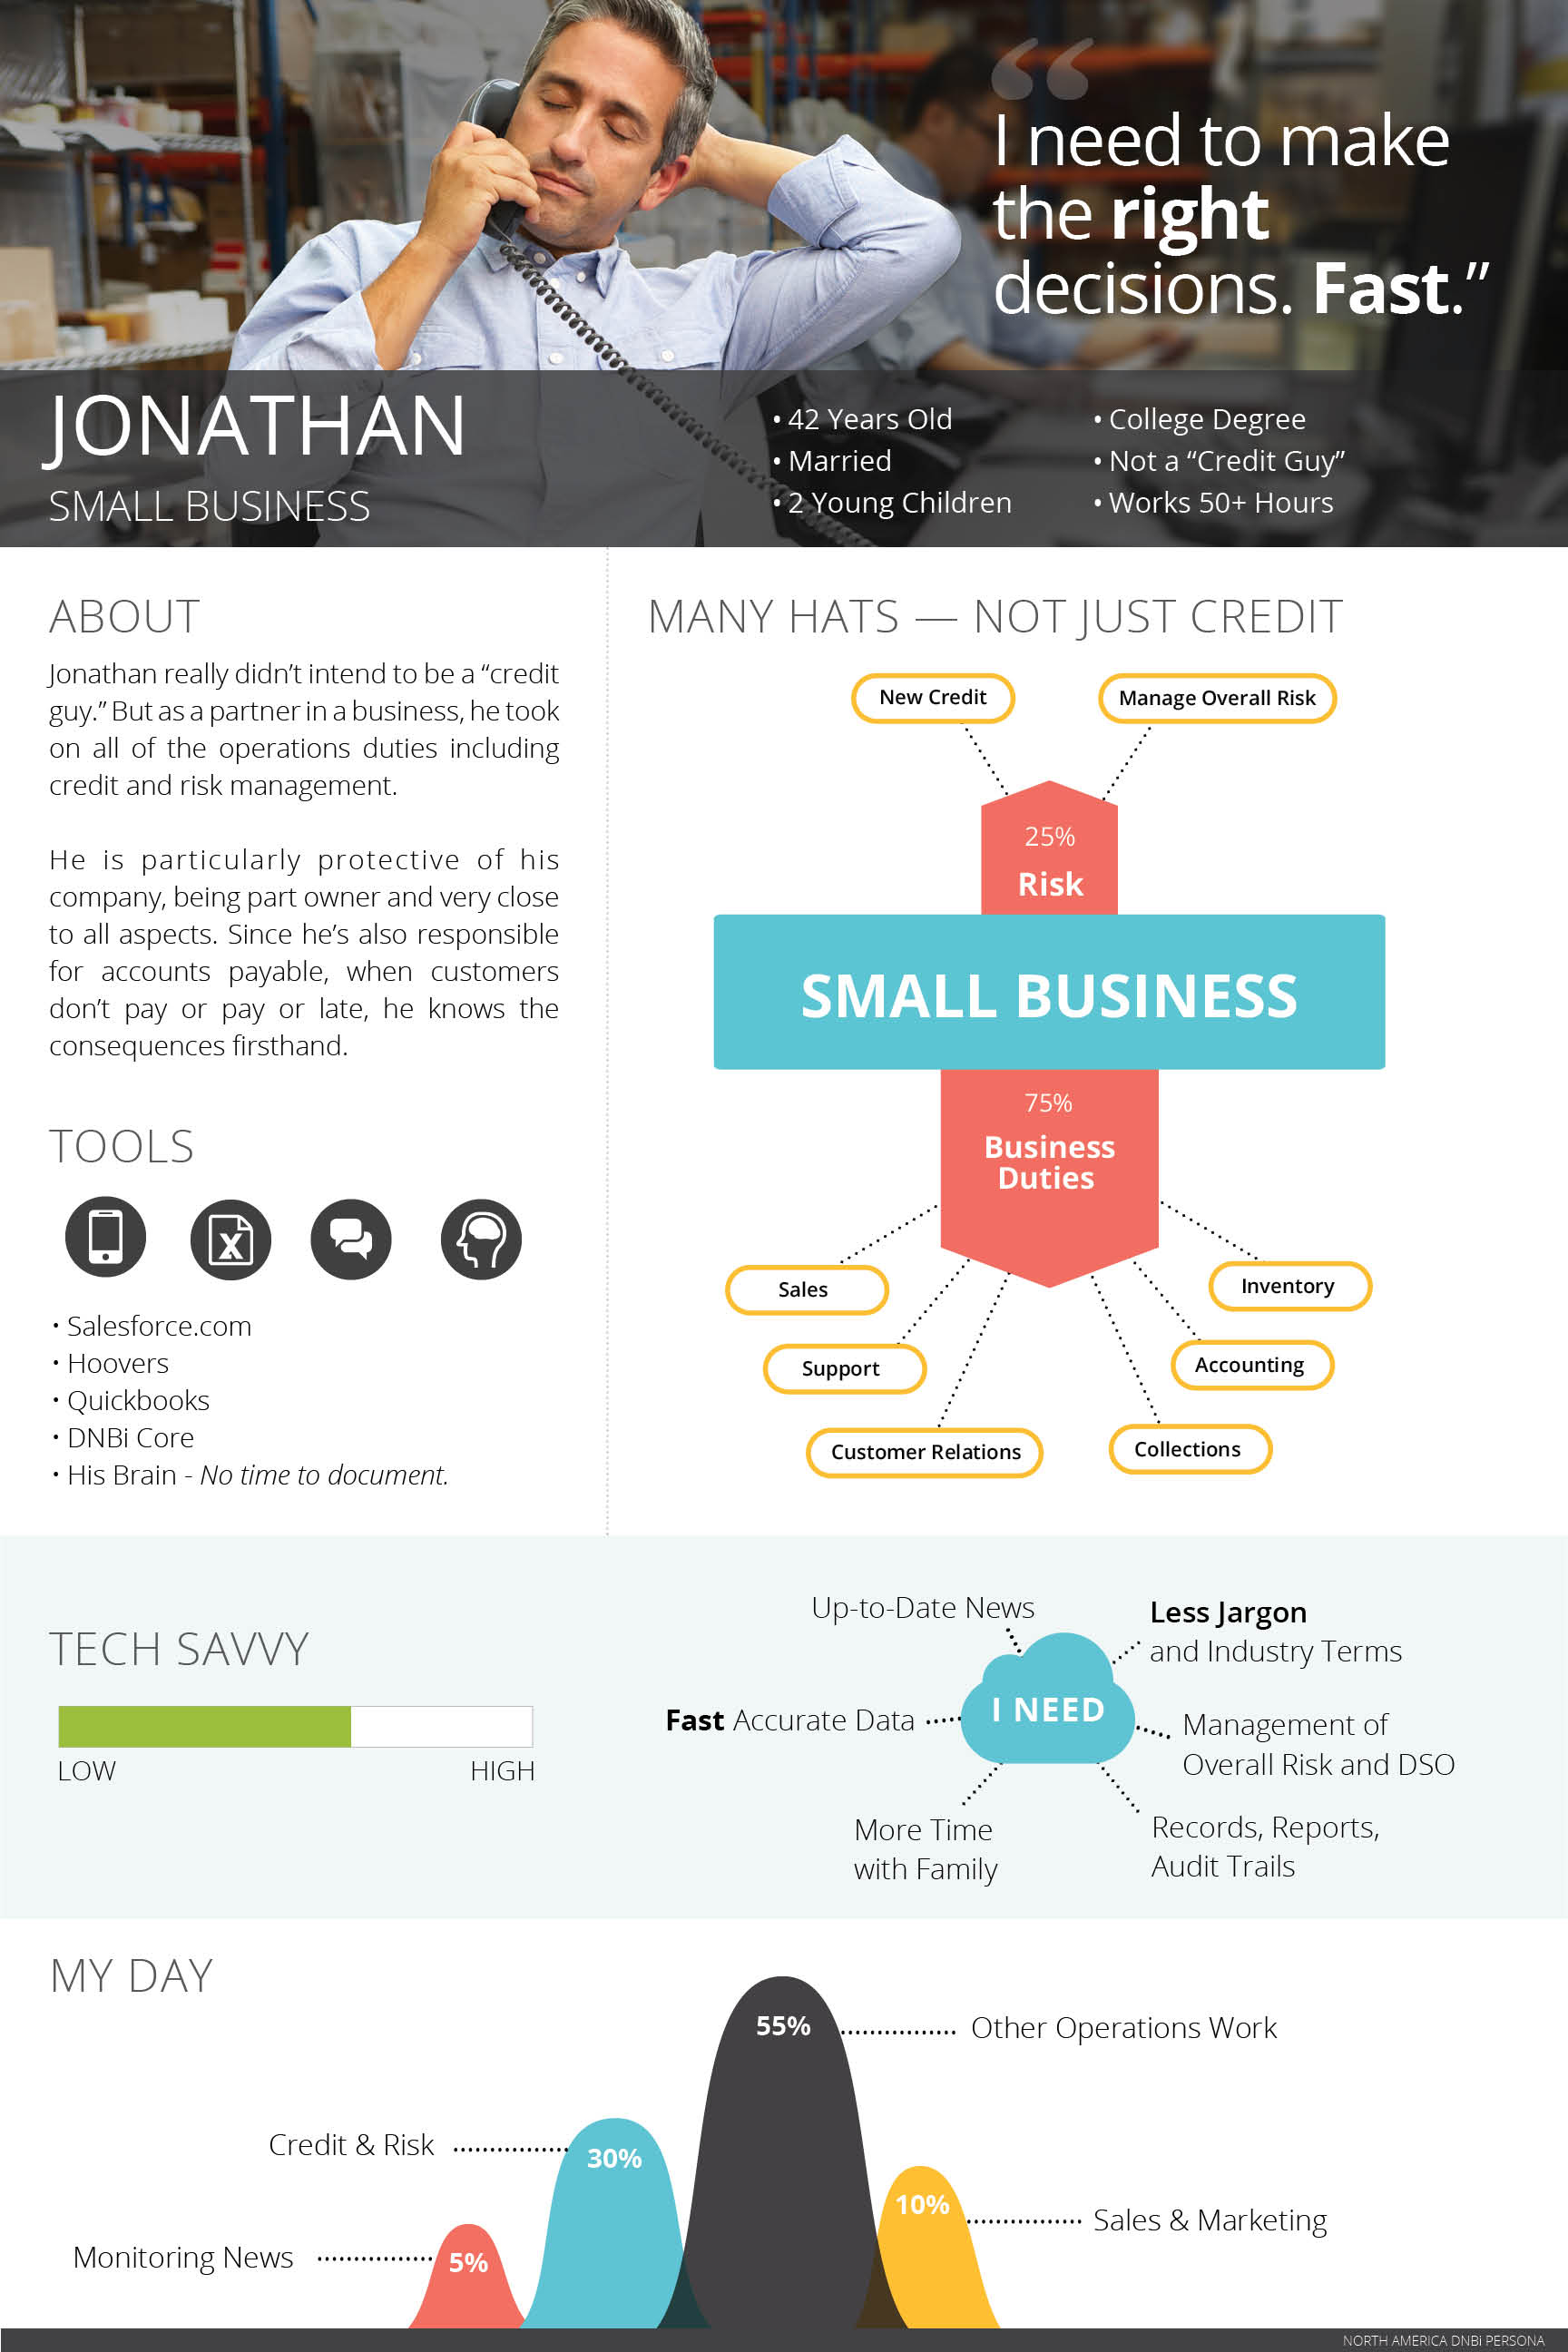 “
I need to make
the right
decisions. Fast.”
JONATHAN
SMALL BUSINESS
• 42 Years Old
• Married
• 2 Young Children
• College Degree
• Not a “Credit Guy”
• Works 50+ Hours
ABOUT
Jonathan really didn’t intend to be a “credit
guy.” But as a partner in a business, he took
on all of the operations duties including
credit and risk management.
He is particularly protective of his
company, being part owner and very close
to all aspects. Since he’s also responsible
for accounts payable, when customers
don’t pay or pay or late, he knows the
consequences firsthand.
TOOLS
X
• Salesforce.com
• Hoovers
• Quickbooks
• DNBi Core
• His Brain - No time to document.
MANY HATS — NOT JUST CREDIT
New Credit
Manage Overall Risk
25%
Risk
SMALL BUSINESS
75%
Business
Duties
Sales
Inventory
Support
Accounting
Customer Relations
Collections
TECH SAVVY
LOW
HIGH
I NEED
Up-to-Date News
Less Jargon
and Industry Terms
Fast Accurate Data
Management of
Overall Risk and DSO
More Time
with Family
Records, Reports,
Audit Trails
MY DAY
55%
Other Operations Work
Credit & Risk
30%
10%
Sales & Marketing
Monitoring News
5%
NORTH AMERICA DNBi PERSONA